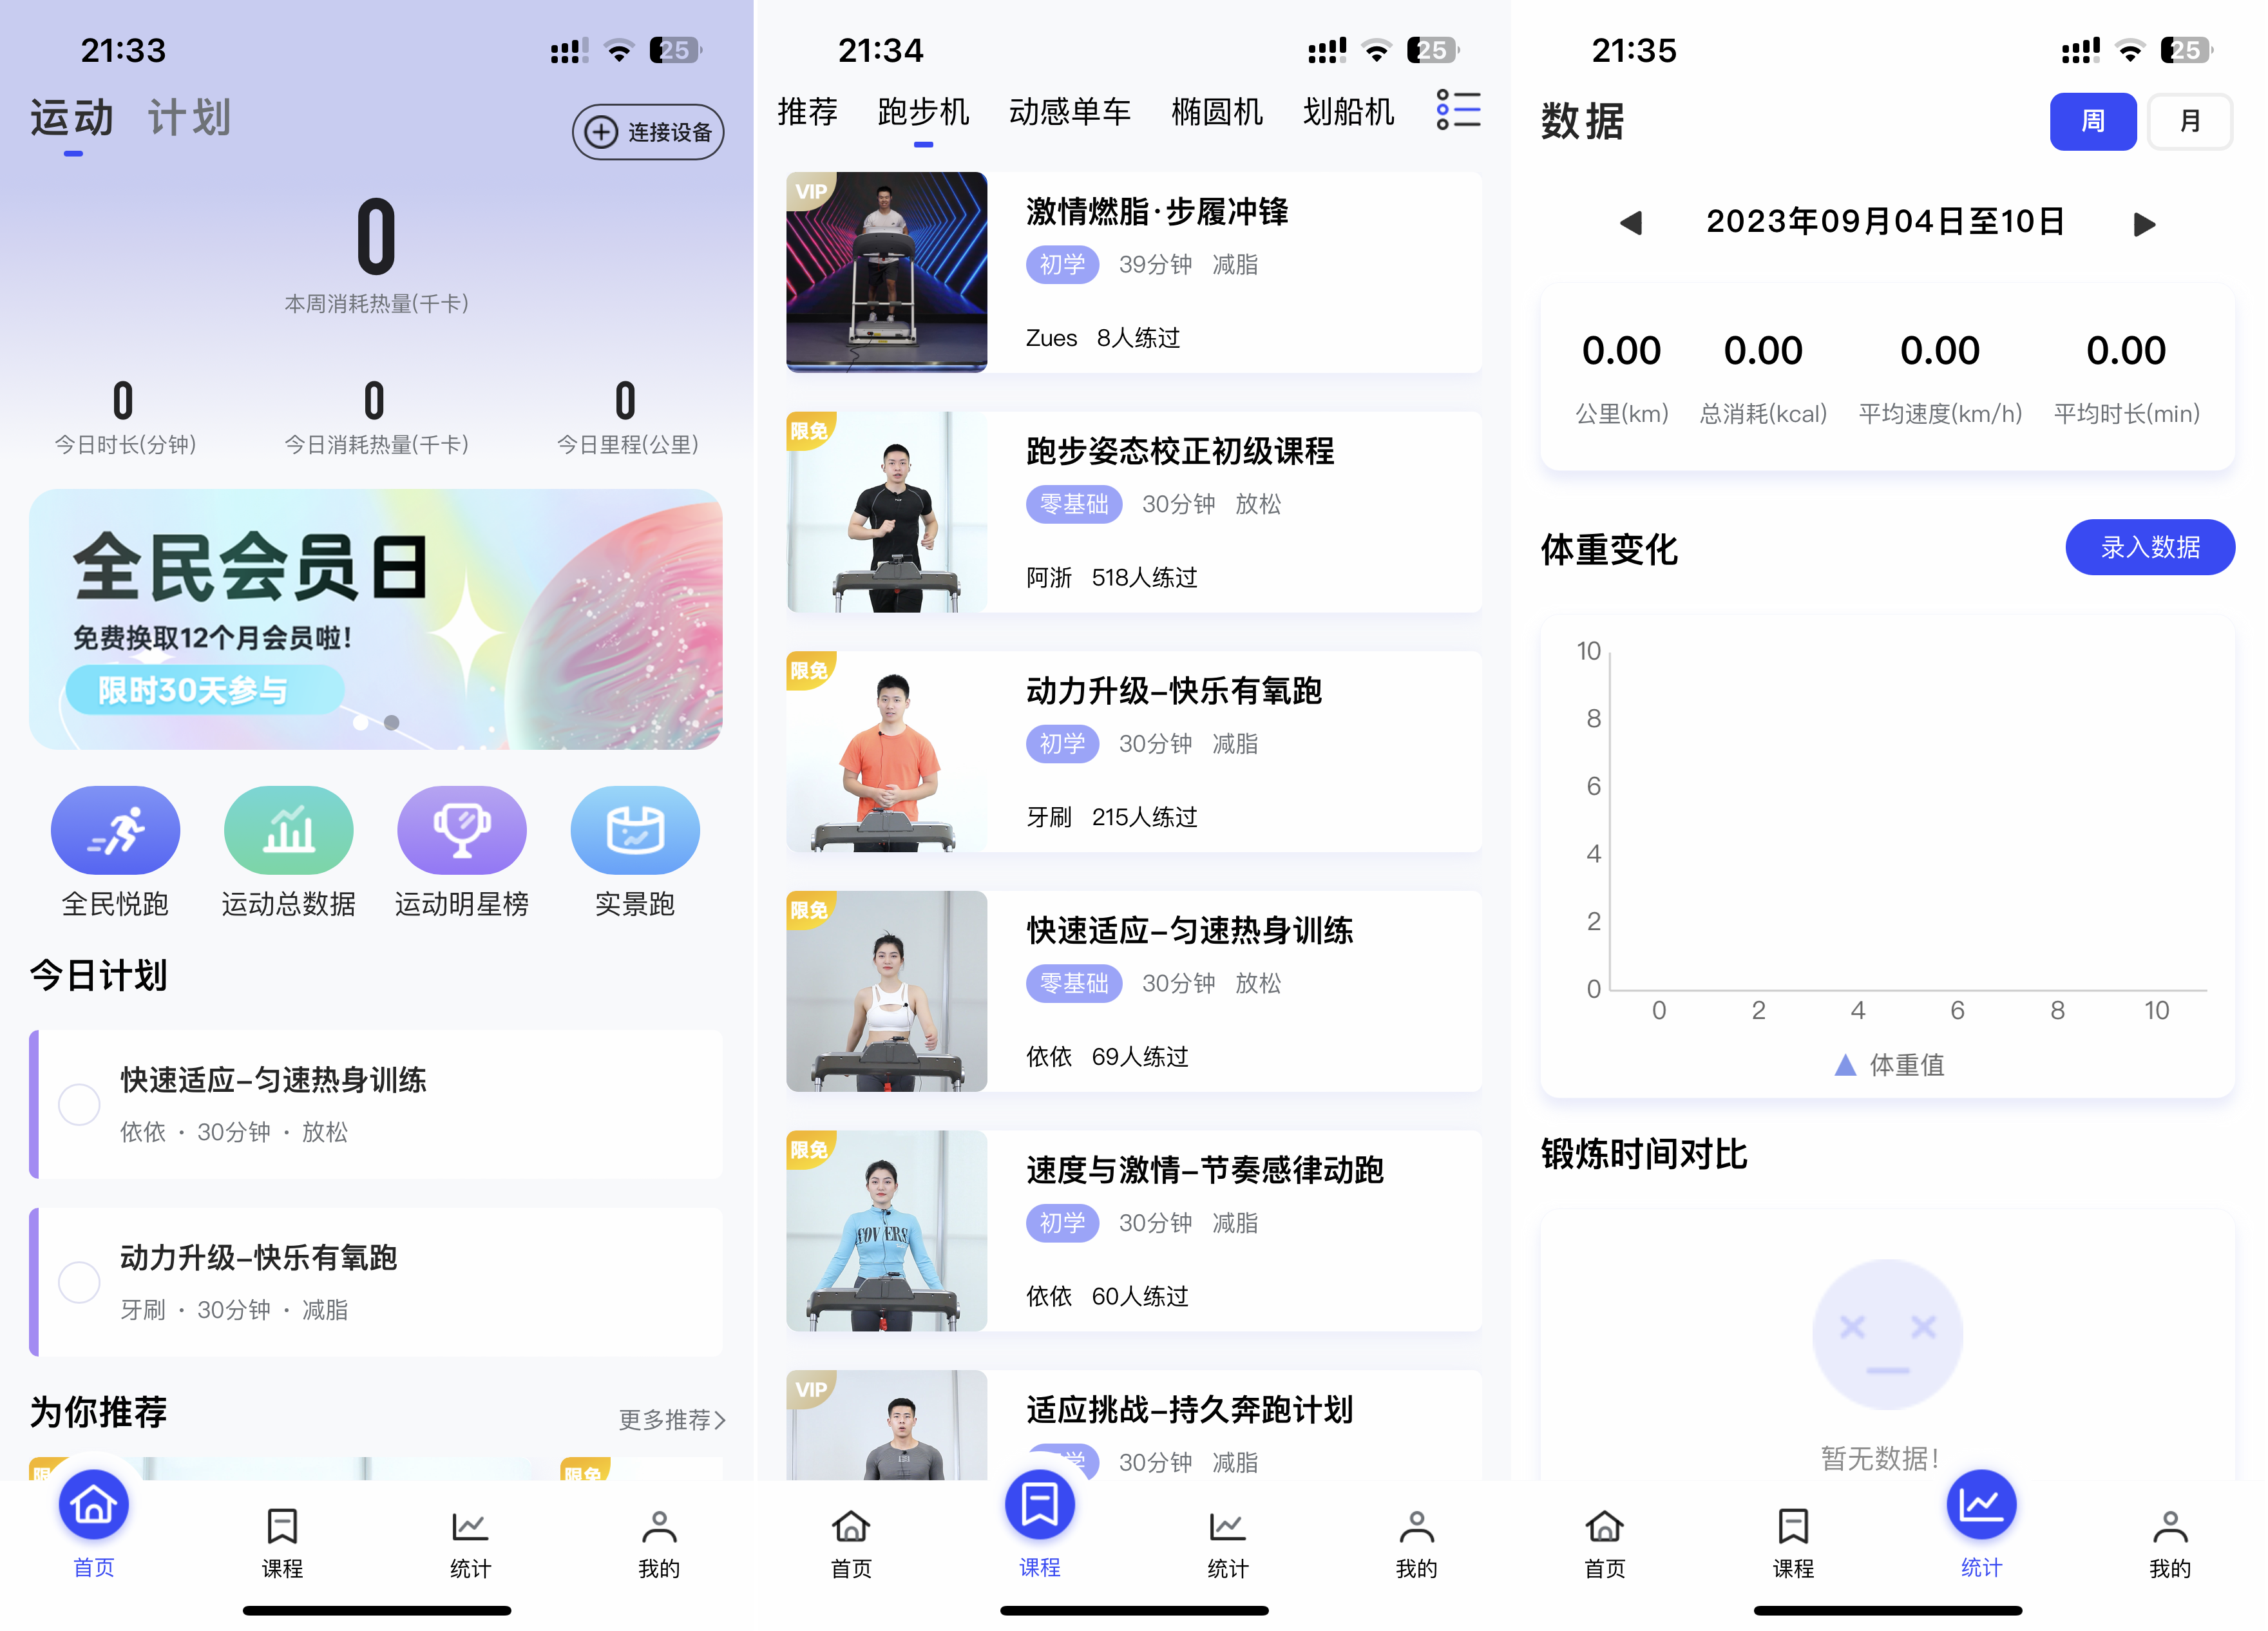 21:33
25
运动 计划
连接设备
0
本周消耗热量(千卡)
0 0 0
今日时长(分钟) 今日消耗热量(千卡) 今日里程(公里)
全民会员日
免费换取12个月会员啦!
限时30天参与
全民悦跑 运动总数据 运动明星榜 实景跑
今日计划
快速适应-匀速热身训练
依依 · 30分钟 · 放松
动力升级-快乐有氧跑
牙刷 · 30分钟 · 减脂
为你推荐
更多推荐>
限免
首页 课程 统计 我的
21:34
25
推荐 跑步机 动感单车 椭圆机 划船机
VIP
激情燃脂·步履冲锋
初学 39分钟 减脂
Zues 8人练过
限免
跑步姿态校正初级课程
零基础 30分钟 放松
阿浙 518人练过
限免
动力升级-快乐有氧跑
初学 30分钟 减脂
牙刷 215人练过
限免
快速适应-匀速热身训练
零基础 30分钟 放松
依依 69人练过
限免
速度与激情-节奏感律动跑
初学 30分钟 减脂
COVERS
依依 60人练过
VIP
适应挑战-持久奔跑计划
30分钟 减脂
首页 课程 统计 我的
21:35
25
数据
周 月
2023年09月04日至10日
0.00 0.00 0.00 0.00
公里(km) 总消耗(kcal) 平均速度(km/h) 平均时长(min)
体重变化
录入数据
10
8
6
4
2
0
0 2 4 6 8 10
体重值
锻炼时间对比
暂无数据!
首页 课程 统计 我的